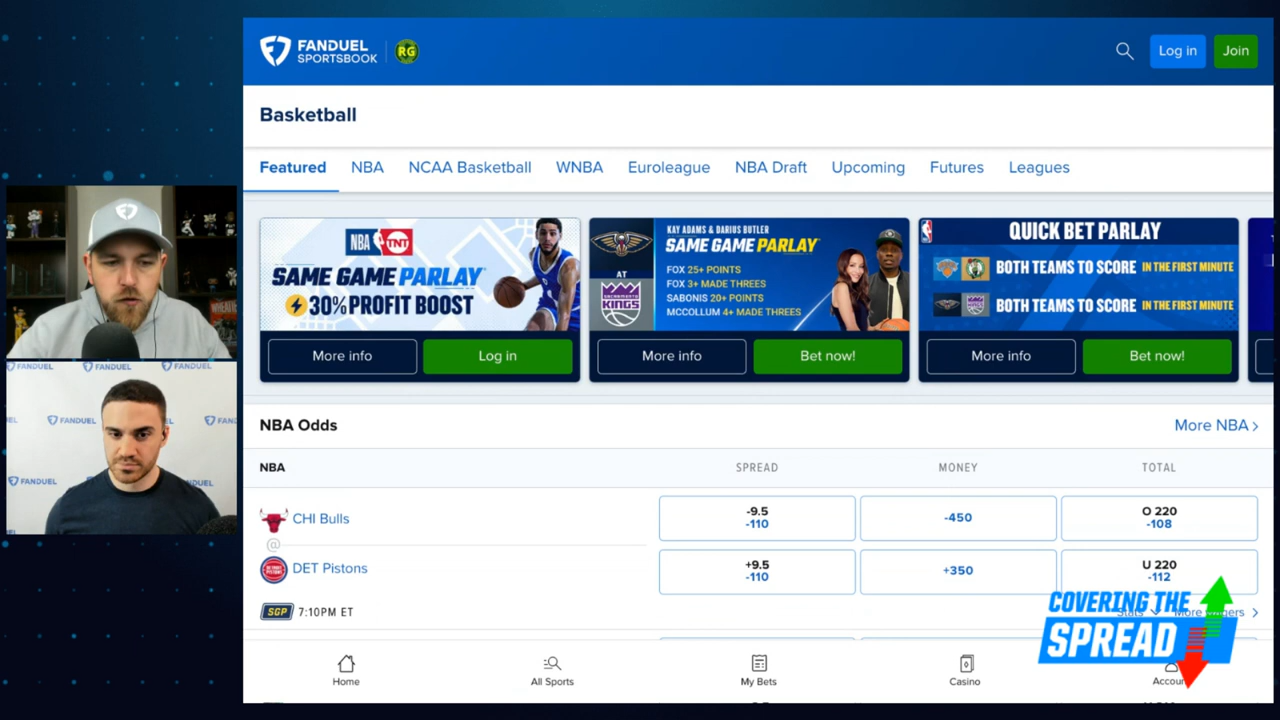 FANDUEL
SPORTSBOOK
RG
Log in
Join
Basketball
Featured
NBA
NCAA Basketball
WNBA
Euroleague
NBA Draft
Upcoming
Futures
Leagues
NBA TNT
SAME GAME PARLAY
30% PROFIT BOOST
More info
Log in
AT
SACRAMENTO
KINGS
KAY ADAMS & DARIUS BUTLER
SAME GAME PARLAY
FOX 25+ POINTS
FOX 3+ MADE THREES
SABONIS 20+ POINTS
MCCOLLUM 4+ MADE THREES
More info
Bet now!
QUICK BET PARLAY
BOTH TEAMS TO SCORE IN THE FIRST MINUTE
BOTH TEAMS TO SCORE IN THE FIRST MINUTE
More info
Bet now!
NBA Odds
More NBA >
NBA
SPREAD
MONEY
TOTAL
CHI Bulls
-9.5
-110
-450
O 220
-108
@
DET Pistons
+9.5
-110
+350
U 220
-112
SGP 7:10PM ET
Stats
Home
All Sports
My Bets
Casino
COVERING THE
SPREAD
FANDUEL
FANDUEL
FANDUEL
FANDUEL
FANDUEL